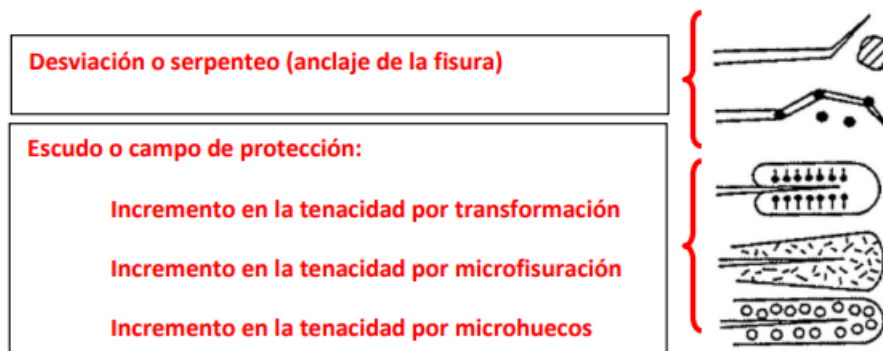 Desviación o serpenteo (anclaje de la fisura)
Escudo o campo de protección:
Incremento en la tenacidad por transformación
Incremento en la tenacidad por microfisuración
Incremento en la tenacidad por microhuecos